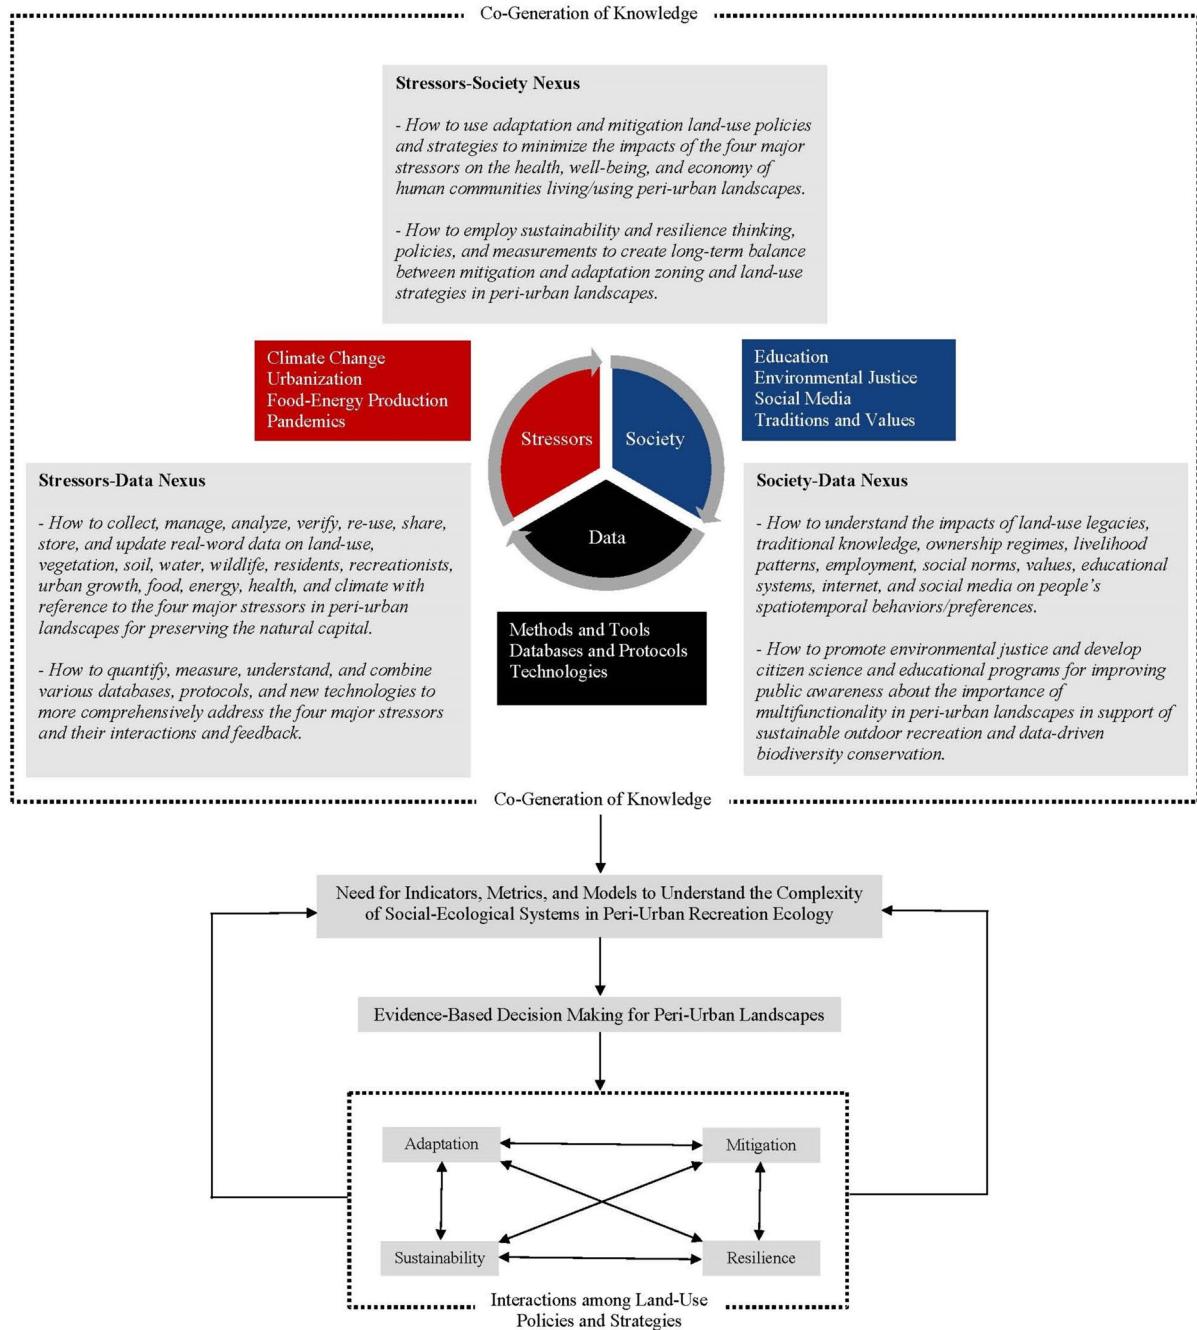 Co-Generation of Knowledge
Stressors-Society Nexus
- How to use adaptation and mitigation land-use policies
and strategies to minimize the impacts of the four major
stressors on the health, well-being, and economy of
human communities living/using peri-urban landscapes.
- How to employ sustainability and resilience thinking,
policies, and measurements to create long-term balance
between mitigation and adaptation zoning and land-use
strategies in peri-urban landscapes.
Climate Change
Urbanization
Food-Energy Production
Pandemics
Stressors
Society
Data
Education
Environmental Justice
Social Media
Traditions and Values
Stressors-Data Nexus
- How to collect, manage, analyze, verify, re-use, share,
store, and update real-word data on land-use,
vegetation, soil, water, wildlife, residents, recreationists,
urban growth, food, energy, health, and climate with
reference to the four major stressors in peri-urban
landscapes for preserving the natural capital.
- How to quantify, measure, understand, and combine
various databases, protocols, and new technologies to
more comprehensively address the four major stressors
and their interactions and feedback.
Methods and Tools
Databases and Protocols
Technologies
Society-Data Nexus
- How to understand the impacts of land-use legacies,
traditional knowledge, ownership regimes, livelihood
patterns, employment, social norms, values, educational
systems, internet, and social media on people’s
spatiotemporal behaviors/preferences.
- How to promote environmental justice and develop
citizen science and educational programs for improving
public awareness about the importance of
multifunctionality in peri-urban landscapes in support of
sustainable outdoor recreation and data-driven
biodiversity conservation.
Co-Generation of Knowledge
Need for Indicators, Metrics, and Models to Understand the Complexity
of Social-Ecological Systems in Peri-Urban Recreation Ecology
Evidence-Based Decision Making for Peri-Urban Landscapes
Adaptation
Mitigation
Sustainability
Resilience
Interactions among Land-Use
Policies and Strategies